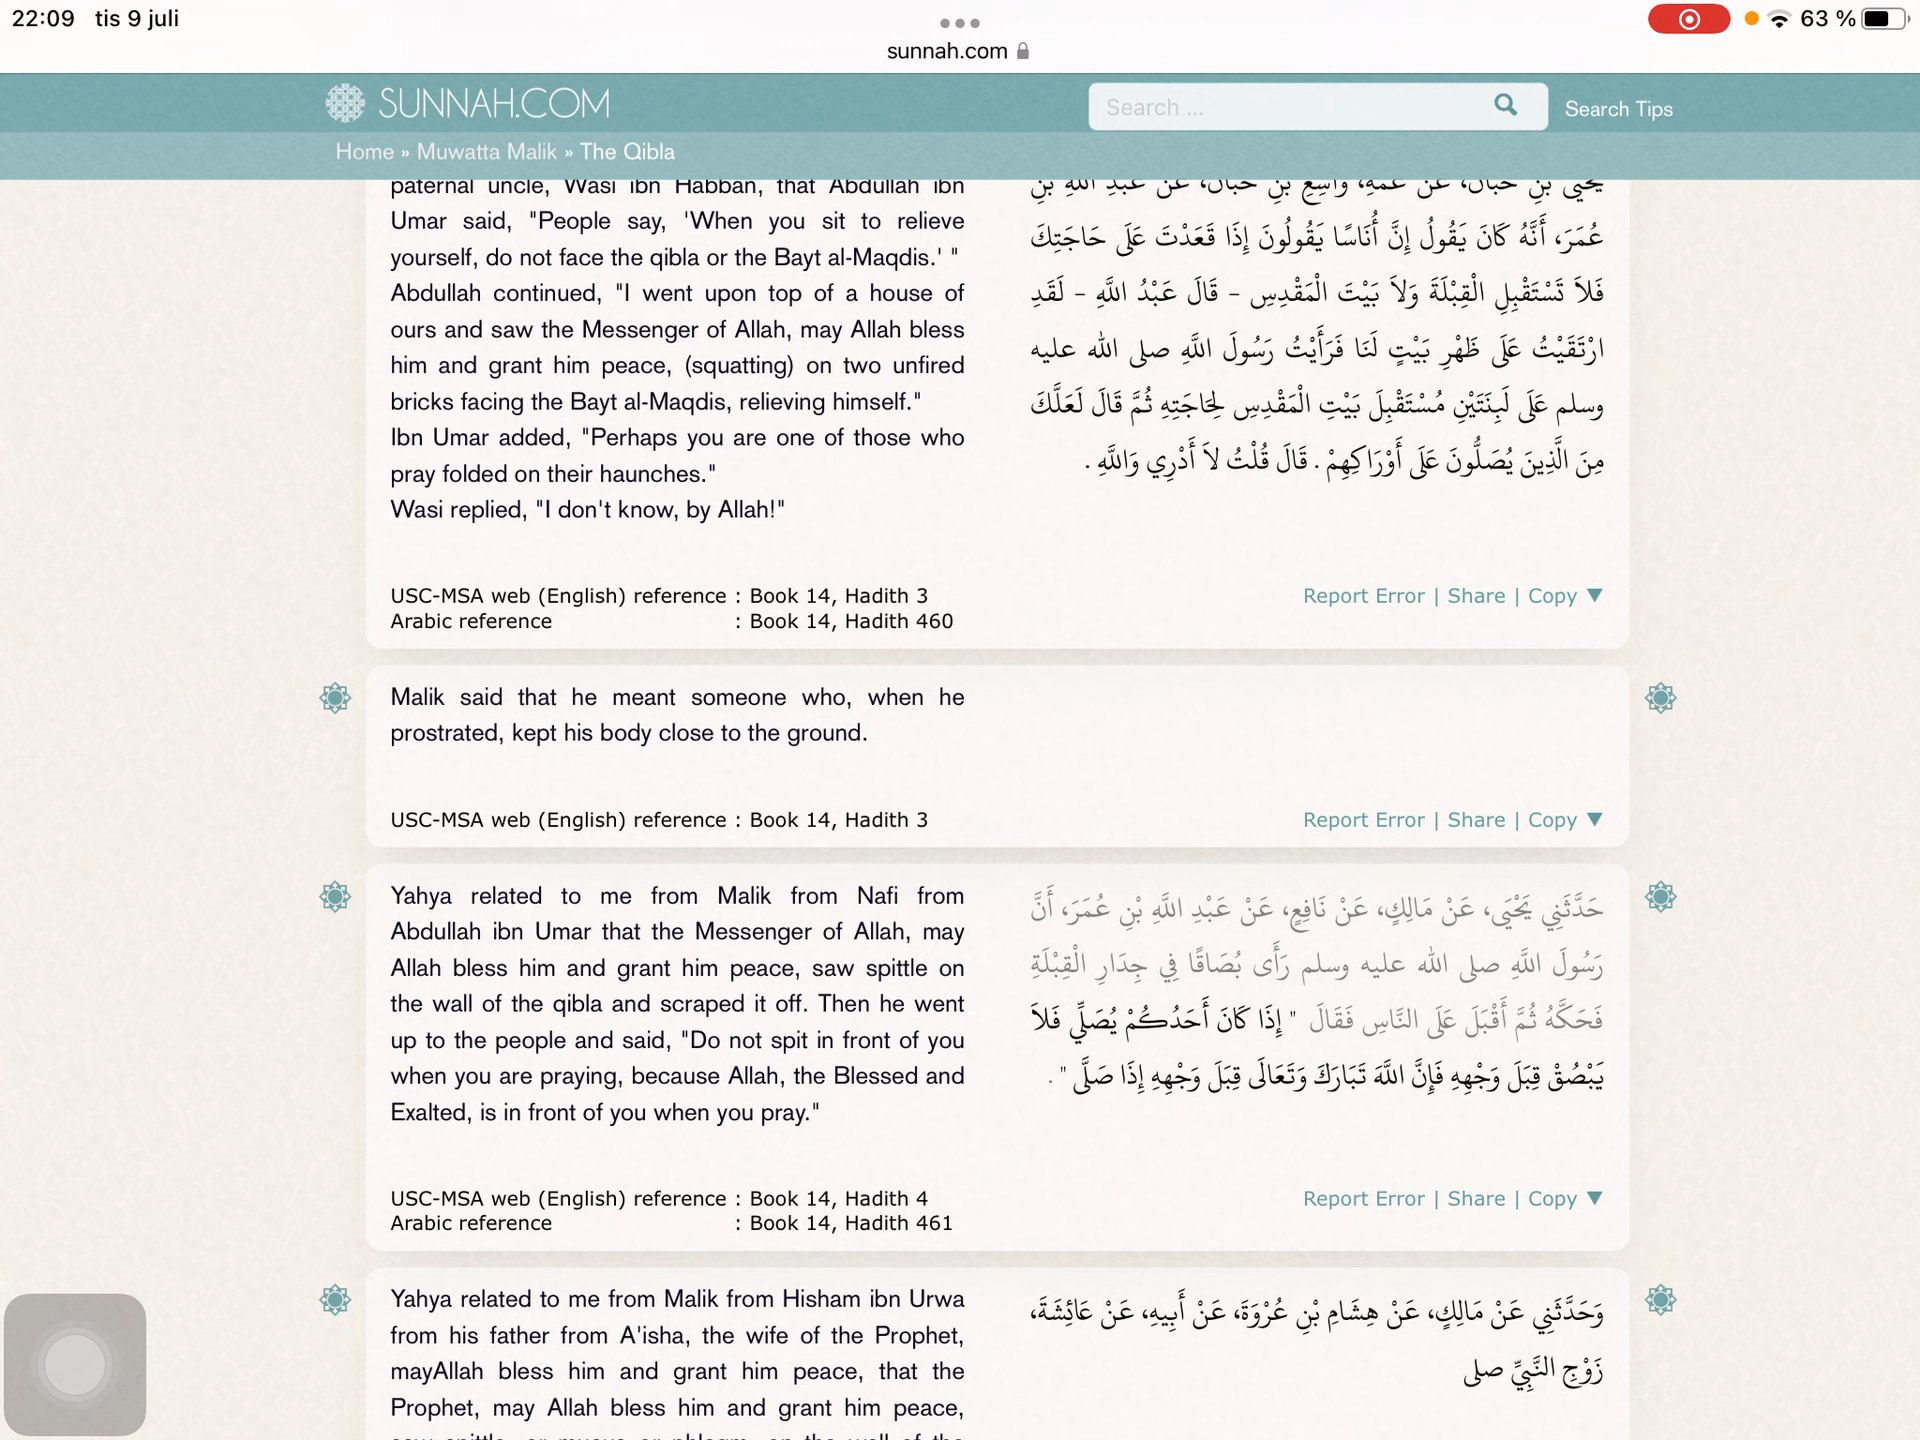 22:09 tis 9 juli
63 %
sunnah.com
SUNNAH.COM
Search ...
Search Tips
Home » Muwatta Malik » The Qibla
paternal uncle, Wasi ibn Habban, that Abdullah ibn
Umar said, "People say, 'When you sit to relieve
yourself, do not face the qibla or the Bayt al-Maqdis.' "
Abdullah continued, "I went upon top of a house of
ours and saw the Messenger of Allah, may Allah bless
him and grant him peace, (squatting) on two unfired
bricks facing the Bayt al-Maqdis, relieving himself."
Ibn Umar added, "Perhaps you are one of those who
pray folded on their haunches."
Wasi replied, "I don't know, by Allah!"
يَحْيَى بْنِ حَبَّانَ، عَنْ عَمِّهِ، وَاسِعِ بْنِ حَبَّانَ، عَنْ عَبْدِ اللَّهِ بْنِ
عُمَرَ، أَنَّهُ كَانَ يَقُولُ إِنَّ أُنَاسًا يَقُولُونَ إِذَا قَعَدْتَ عَلَى حَاجَتِكَ
فَلاَ تَسْتَقْبِلِ الْقِبْلَةَ وَلاَ بَيْتَ الْمَقْدِسِ - قَالَ عَبْدُ اللَّهِ - لَقَدِ
ارْتَقَيْتُ عَلَى ظَهْرِ بَيْتٍ لَنَا فَرَأَيْتُ رَسُولَ اللَّهِ صلى الله عليه
وسلم عَلَى لَبِنَتَيْنِ مُسْتَقْبِلَ بَيْتِ الْمَقْدِسِ لِحَاجَتِهِ ثُمَّ قَالَ لَعَلَّكَ
مِنَ الَّذِينَ يُصَلُّونَ عَلَى أَوْرَاكِهِمْ . قَالَ قُلْتُ لاَ أَدْرِي وَاللَّهِ .
USC-MSA web (English) reference : Book 14, Hadith 3
Arabic reference : Book 14, Hadith 460
Report Error | Share | Copy ▼
Malik said that he meant someone who, when he
prostrated, kept his body close to the ground.
USC-MSA web (English) reference : Book 14, Hadith 3
Report Error | Share | Copy ▼
Yahya related to me from Malik from Nafi from
Abdullah ibn Umar that the Messenger of Allah, may
Allah bless him and grant him peace, saw spittle on
the wall of the qibla and scraped it off. Then he went
up to the people and said, "Do not spit in front of you
when you are praying, because Allah, the Blessed and
Exalted, is in front of you when you pray."
حَدَّثَنِي يَحْيَى، عَنْ مَالِكٍ، عَنْ نَافِعٍ، عَنْ عَبْدِ اللَّهِ بْنِ عُمَرَ، أَنَّ
رَسُولَ اللَّهِ صلى الله عليه وسلم رَأَى بُصَاقًا فِي جِدَارِ الْقِبْلَةِ
فَحَكَّهُ ثُمَّ أَقْبَلَ عَلَى النَّاسِ فَقَالَ " إِذَا كَانَ أَحَدُكُمْ يُصَلِّي فَلاَ
يَبْصُقْ قِبَلَ وَجْهِهِ فَإِنَّ اللَّهَ تَبَارَكَ وَتَعَالَى قِبَلَ وَجْهِهِ إِذَا صَلَّى " .
USC-MSA web (English) reference : Book 14, Hadith 4
Arabic reference : Book 14, Hadith 461
Report Error | Share | Copy ▼
Yahya related to me from Malik from Hisham ibn Urwa
from his father from A'isha, the wife of the Prophet,
mayAllah bless him and grant him peace, that the
Prophet, may Allah bless him and grant him peace,
saw spittle, or mucus or phlegm, on the wall of the
وَحَدَّثَنِي عَنْ مَالِكٍ، عَنْ هِشَامِ بْنِ عُرْوَةَ، عَنْ أَبِيهِ، عَنْ عَائِشَةَ،
زَوْجِ النَّبِيِّ صلى